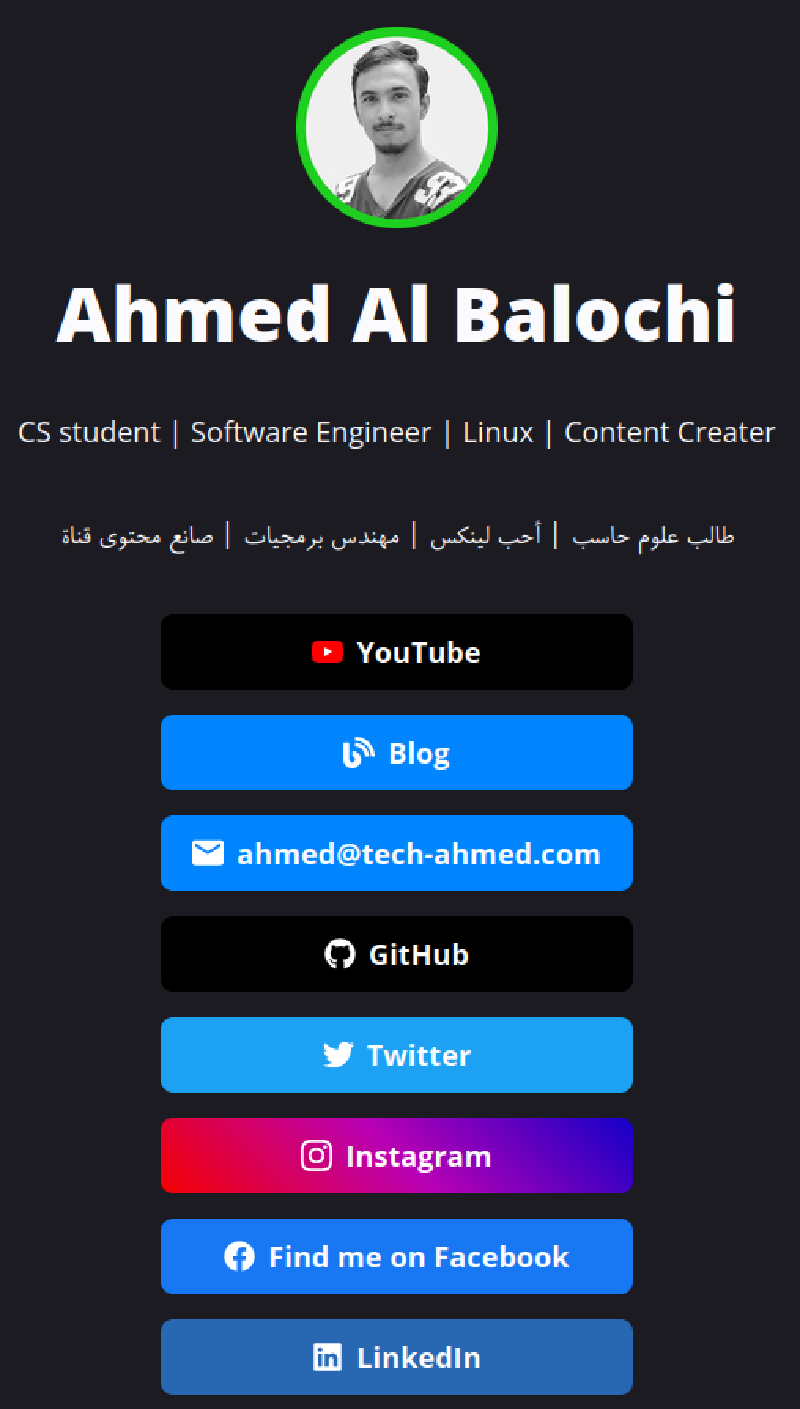 Ahmed Al Balochi
CS student | Software Engineer | Linux | Content Creater
طالب علوم حاسب | أحب لينكس | مهندس برمجيات | صانع محتوى قناة
YouTube
Blog
ahmed@tech-ahmed.com
GitHub
Twitter
Instagram
Find me on Facebook
LinkedIn